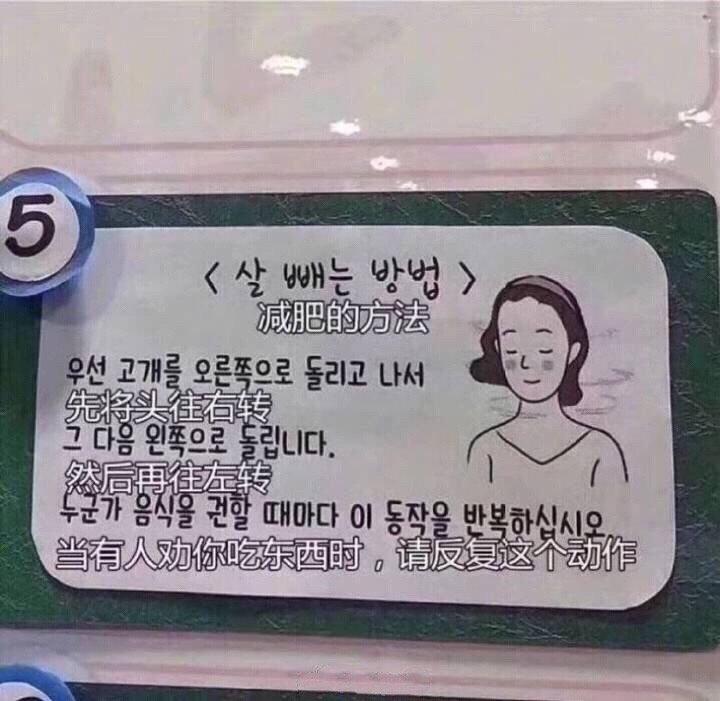 5
< 살 빼는 방법 >
减肥的方法
우선 고개를 오른쪽으로 돌리고 나서
先将头往右转
그 다음 왼쪽으로 돌립니다.
然后再往左转
누군가 음식을 권할 때마다 이 동작을 반복하십시오
当有人劝你吃东西时，请反复这个动作